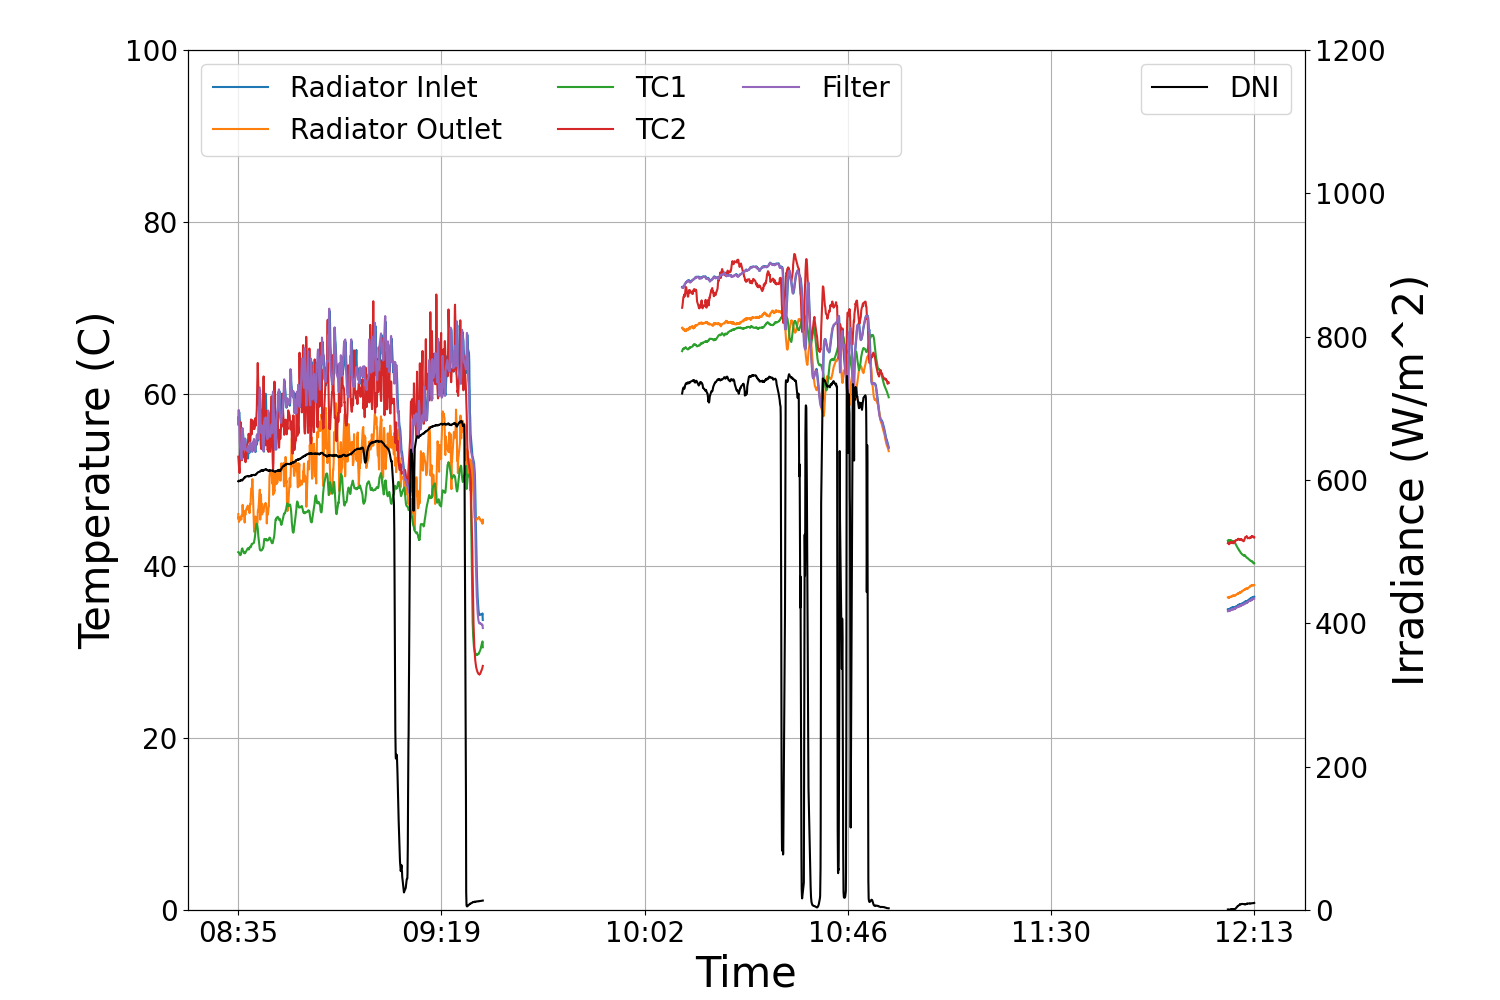 Radiator Inlet
Radiator Outlet
TC1
TC2
Filter
DNI
Temperature (C)
100
80
60
40
20
0
Irradiance (W/m^2)
1200
1000
800
600
400
200
0
08:35 09:19 10:02 10:46 11:30 12:13
Time